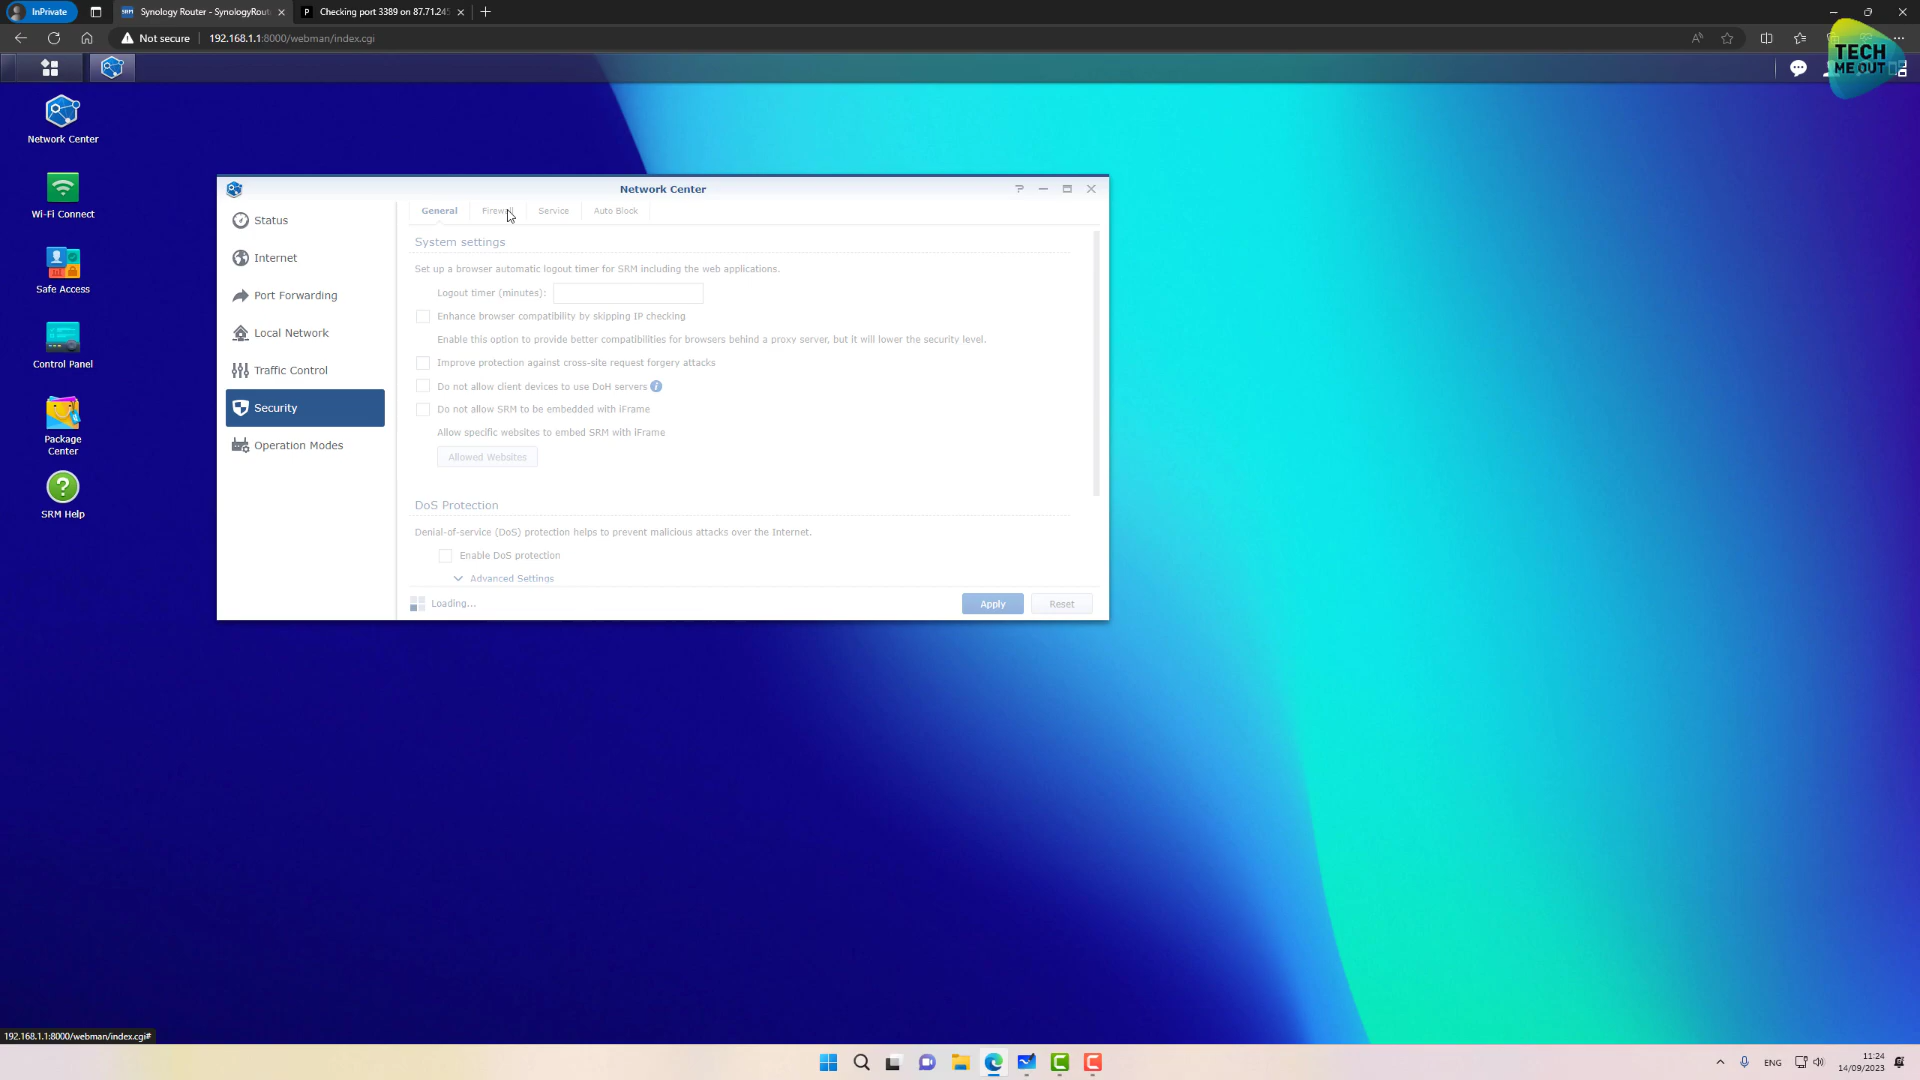 InPrivate
Synology Router - SynologyRout
Checking port 3389 on 87.71.245
Not secure
192.168.1.1:8000/webman/index.cgi
TECH
ME OUT
Network Center
Wi-Fi Connect
Safe Access
Control Panel
Package
Center
SRM Help
Network Center
Status
Internet
Port Forwarding
Local Network
Traffic Control
Security
Operation Modes
General
Firewall
Service
Auto Block
System settings
Set up a browser automatic logout timer for SRM including the web applications.
Logout timer (minutes):
Enhance browser compatibility by skipping IP checking
Enable this option to provide better compatibilities for browsers behind a proxy server, but it will lower the security level.
Improve protection against cross-site request forgery attacks
Do not allow client devices to use DoH servers
Do not allow SRM to be embedded with iFrame
Allow specific websites to embed SRM with iFrame
Allowed Websites
DoS Protection
Denial-of-service (DoS) protection helps to prevent malicious attacks over the Internet.
Enable DoS protection
Advanced Settings
Loading...
Apply
Reset
192.168.1.1:8000/webman/index.cgi#
ENG
11:24
14/09/2023